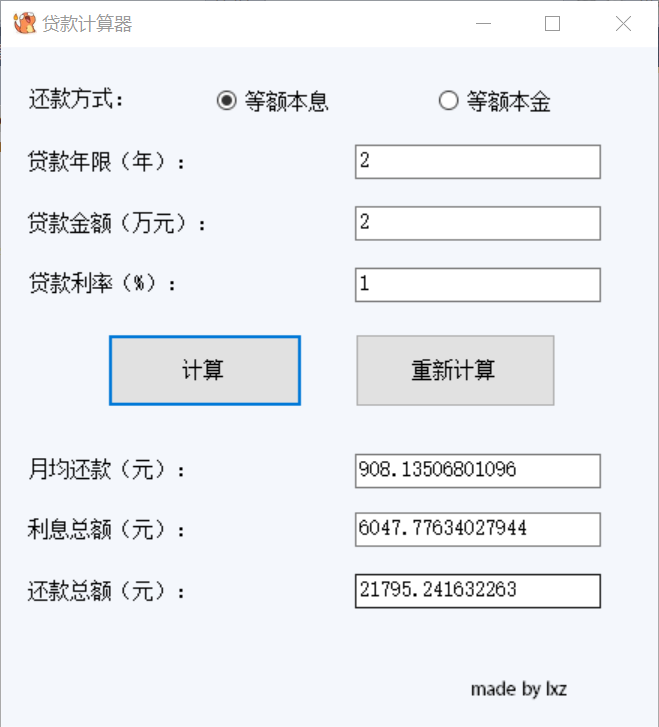 贷款计算器
还款方式： 等额本息 等额本金
贷款年限（年）： 2
贷款金额（万元）： 2
贷款利率（%）： 1
计算 重新计算
月均还款（元）： 908.13506801096
利息总额（元）： 6047.77634027944
还款总额（元）： 21795.241632263
made by lxz